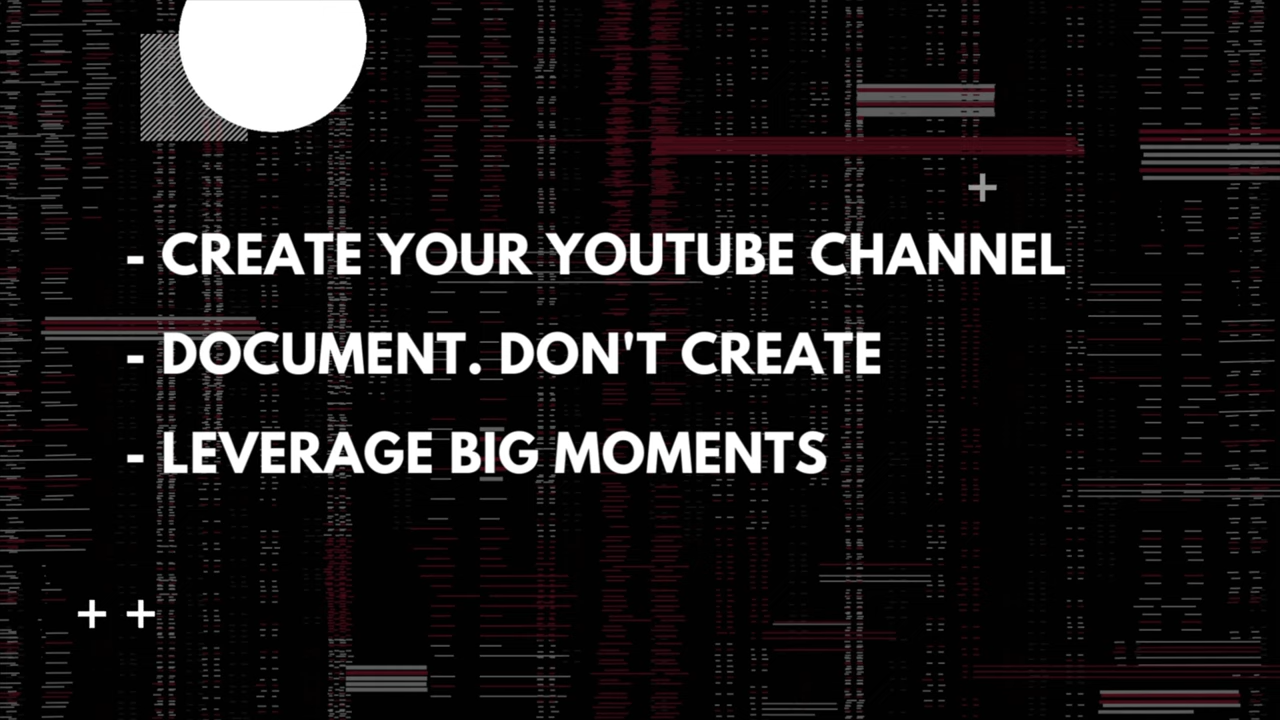 - CREATE YOUR YOUTUBE CHANNEL
- DOCUMENT. DON'T CREATE
- LEVERAGE BIG MOMENTS